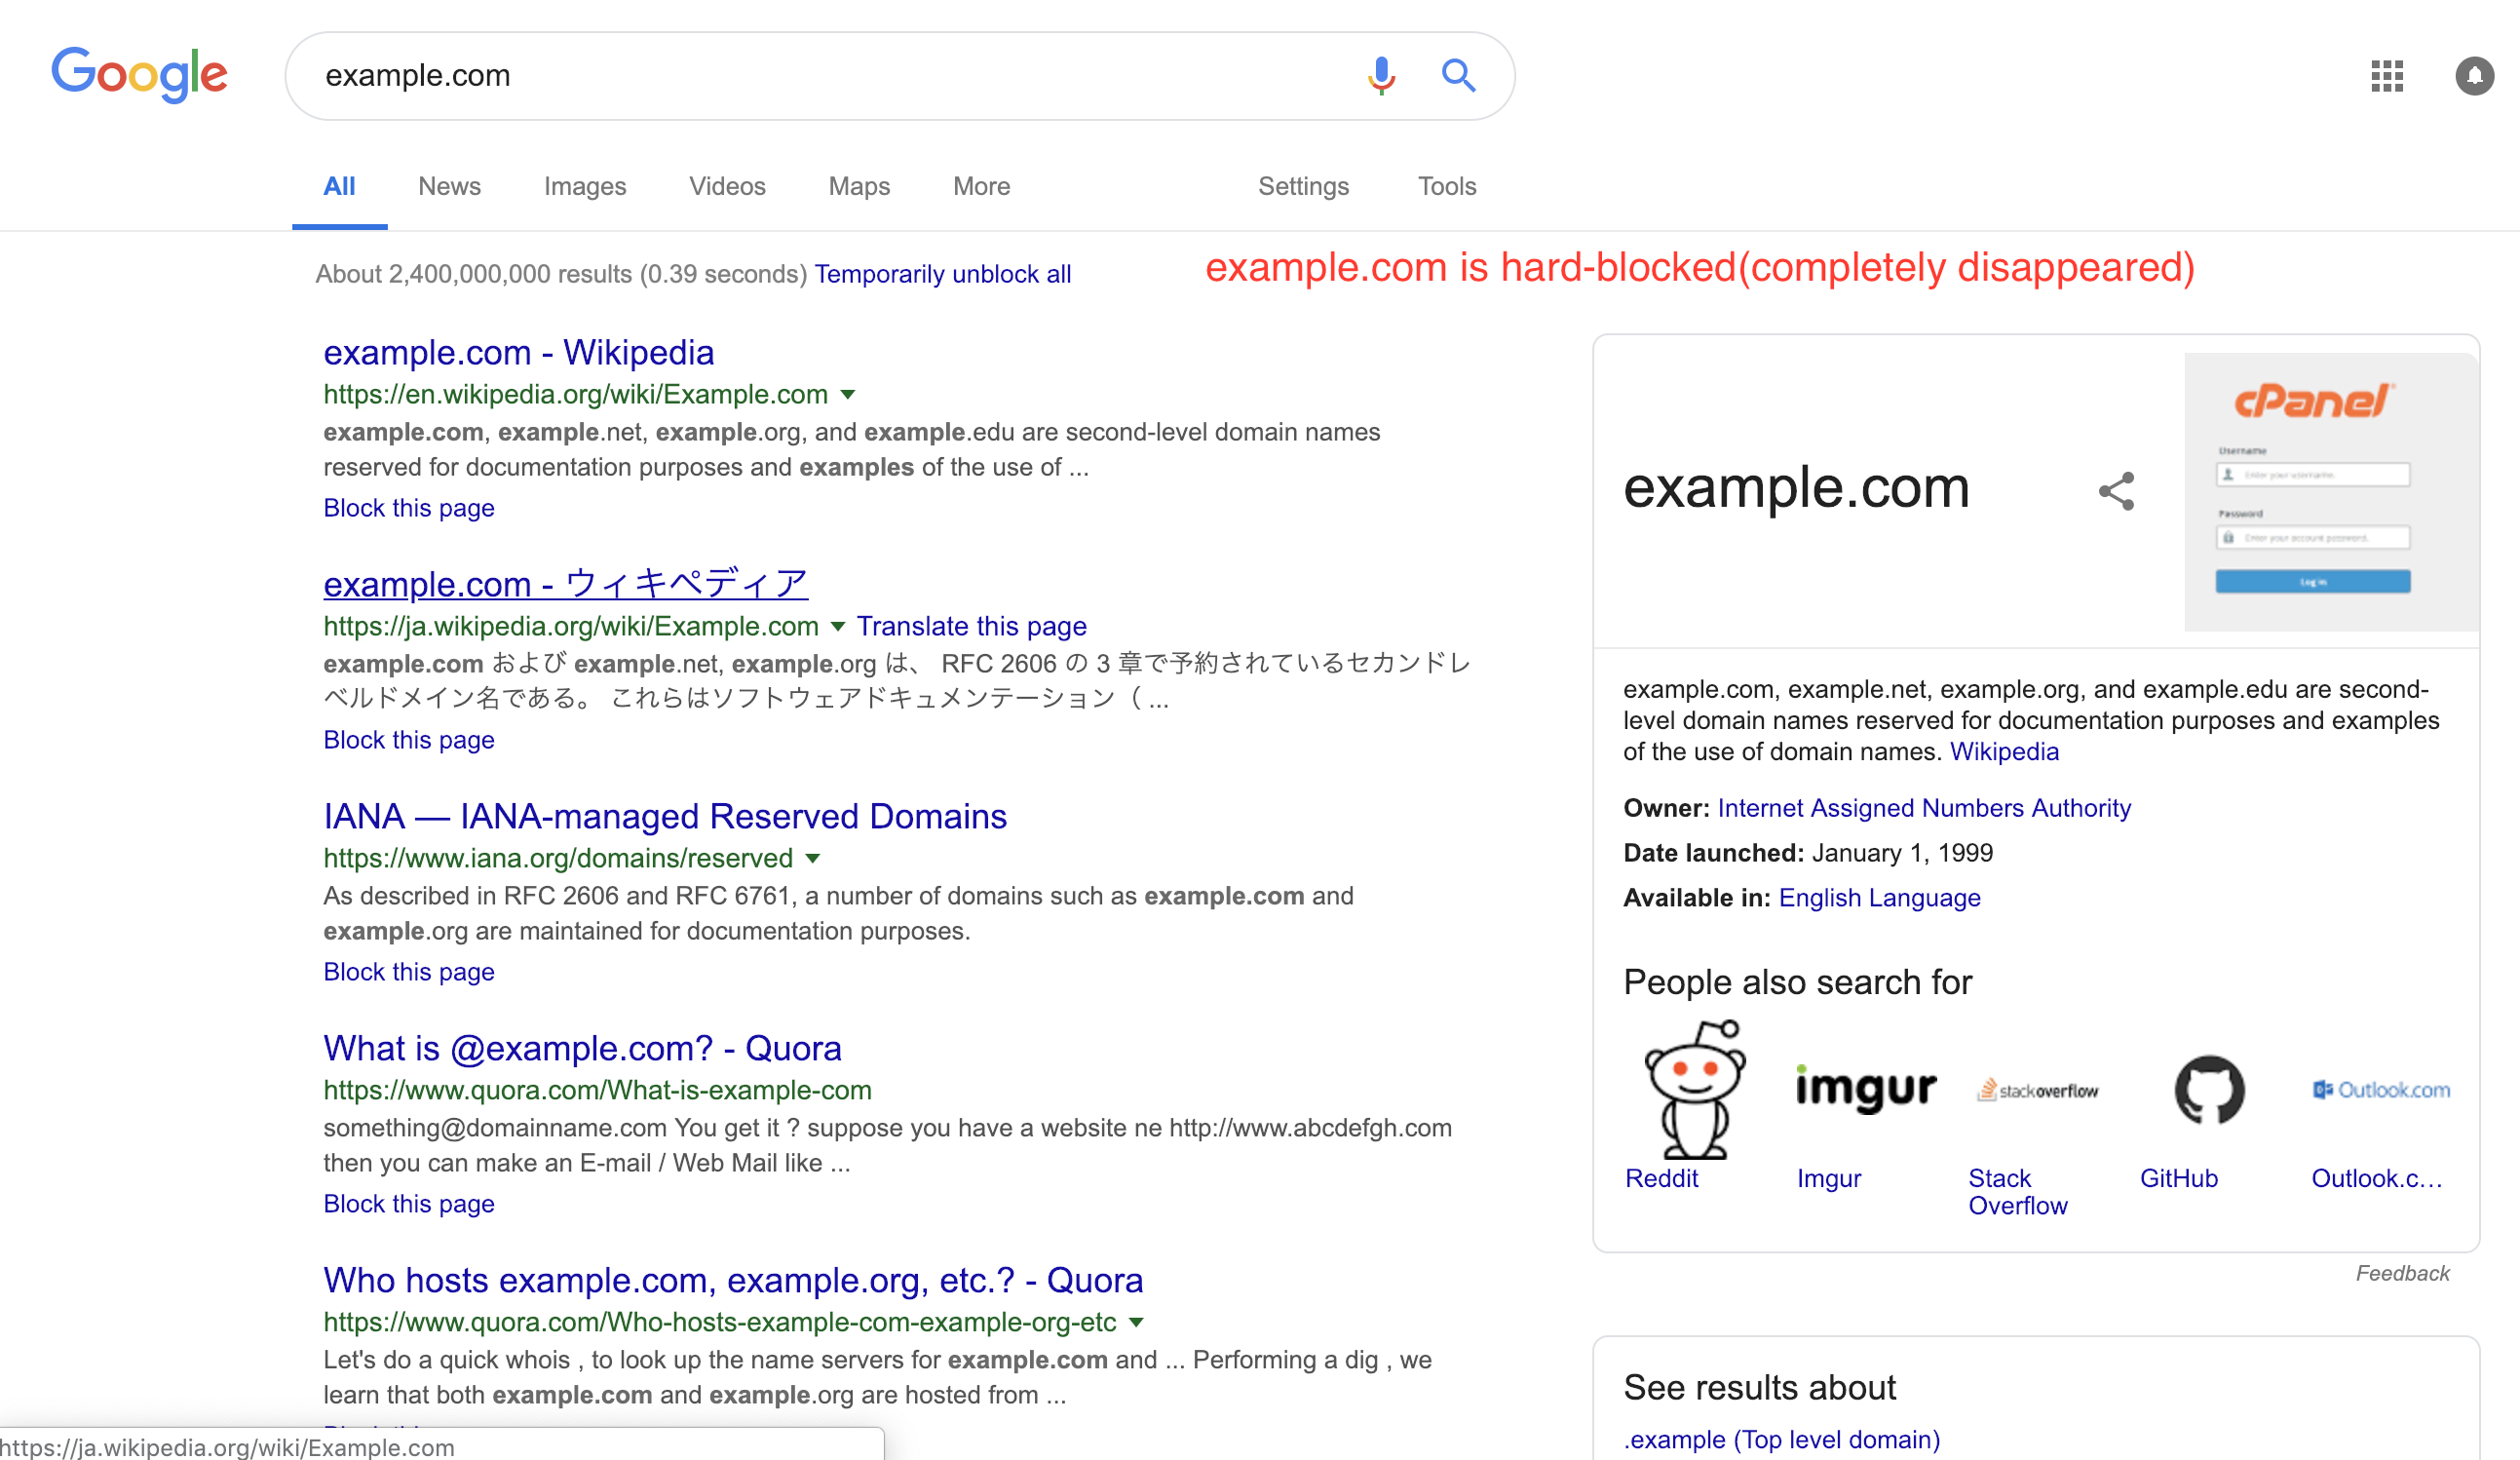 Google
example.com
All News Images Videos Maps More Settings Tools
About 2,400,000,000 results (0.39 seconds) Temporarily unblock all
example.com is hard-blocked(completely disappeared)
example.com - Wikipedia
https://en.wikipedia.org/wiki/Example.com
example.com, example.net, example.org, and example.edu are second-level domain names
reserved for documentation purposes and examples of the use of ...
Block this page
example.com - ウィキペディア
https://ja.wikipedia.org/wiki/Example.com Translate this page
example.com および example.net, example.org は、 RFC 2606 の 3 章で予約されているセカンドレ
ベルドメイン名である。 これらはソフトウェアドキュメンテーション（ ...
Block this page
IANA — IANA-managed Reserved Domains
https://www.iana.org/domains/reserved
As described in RFC 2606 and RFC 6761, a number of domains such as example.com and
example.org are maintained for documentation purposes.
Block this page
What is @example.com? - Quora
https://www.quora.com/What-is-example-com
something@domainname.com You get it ? suppose you have a website ne http://www.abcdefgh.com
then you can make an E-mail / Web Mail like ...
Block this page
Who hosts example.com, example.org, etc.? - Quora
https://www.quora.com/Who-hosts-example-com-example-org-etc
Let's do a quick whois , to look up the name servers for example.com and ... Performing a dig , we
learn that both example.com and example.org are hosted from ...
https://ja.wikipedia.org/wiki/Example.com
example.com
cPanel
Username
Enter your username.
Password
Enter your account password.
Log in
example.com, example.net, example.org, and example.edu are second-
level domain names reserved for documentation purposes and examples
of the use of domain names. Wikipedia
Owner: Internet Assigned Numbers Authority
Date launched: January 1, 1999
Available in: English Language
People also search for
imgur
stackoverflow
Outlook.com
Reddit
Imgur
Stack
Overflow
GitHub
Outlook.c...
Feedback
See results about
.example (Top level domain)